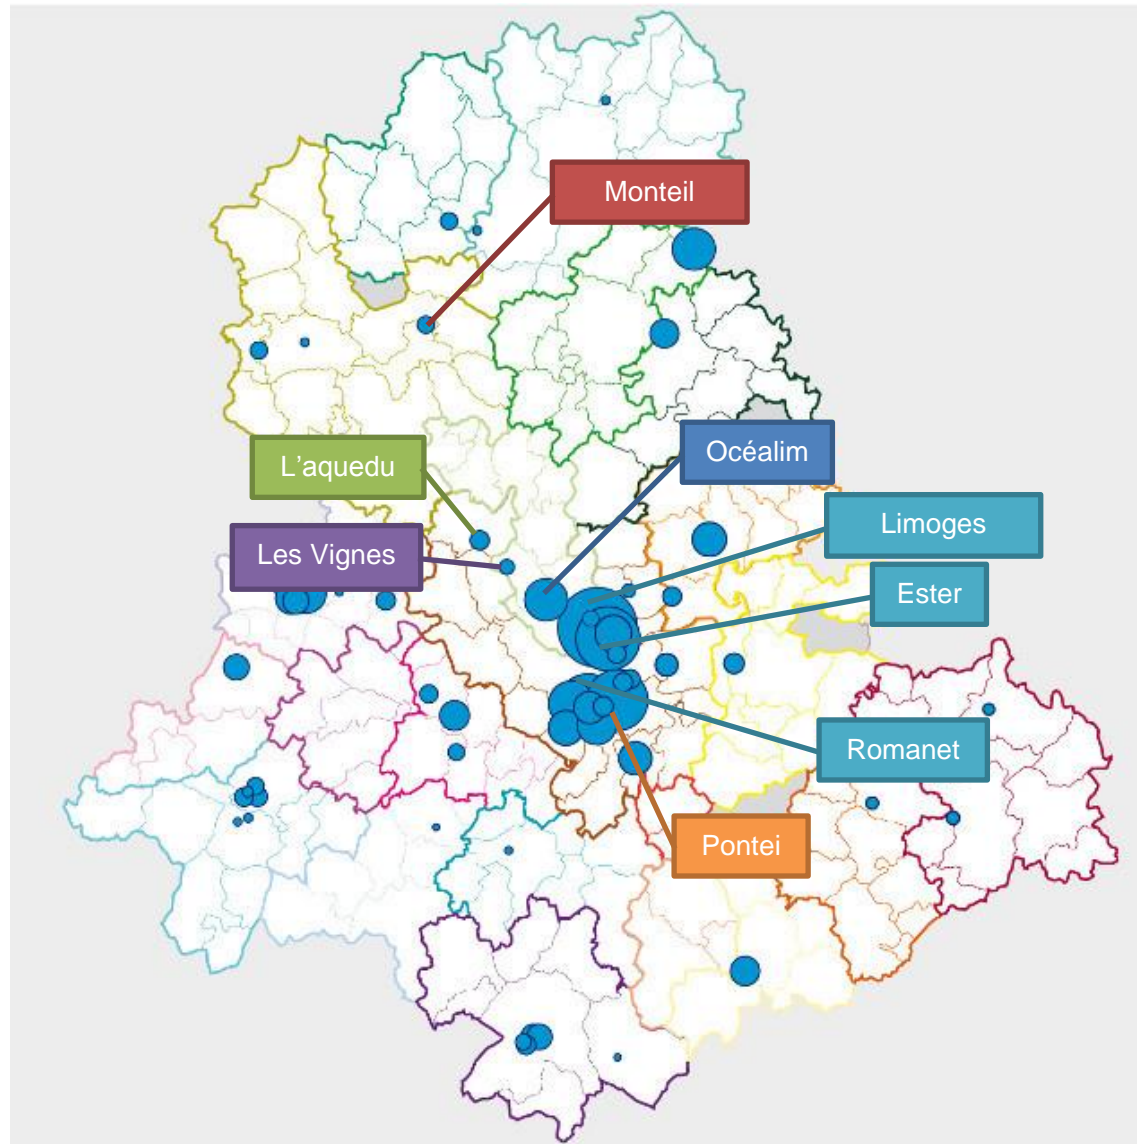 Monteil
Océalim
L'aquedu
Limoges
Les Vignes
Ester
Romanet
Pontei